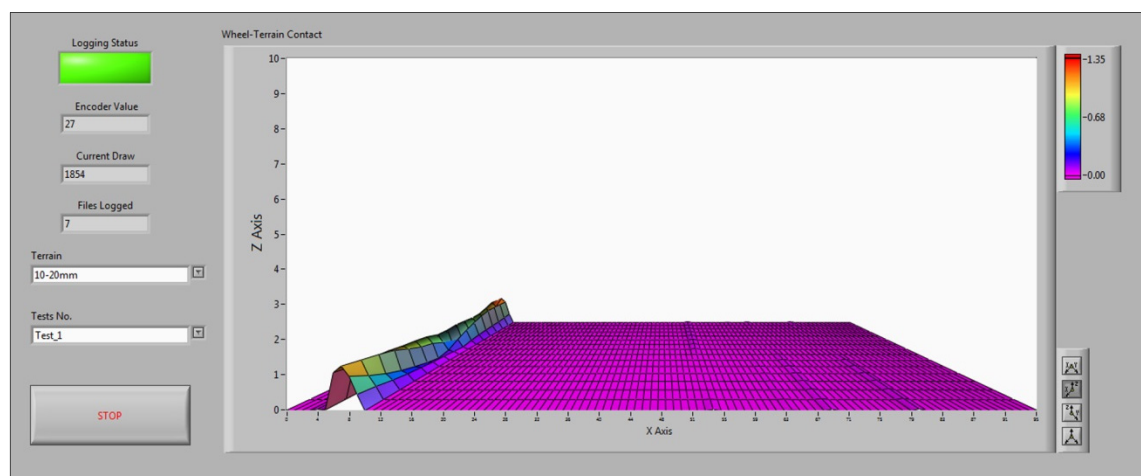 Logging Status
Encoder Value
27
Current Draw
1854
Files Logged
7
Terrain
10-20mm
Tests No.
Test_1
STOP
Wheel-Terrain Contact
Z Axis
10
9
8
7
6
5
4
3
2
1
0
X Axis
1.35
0.68
0.00